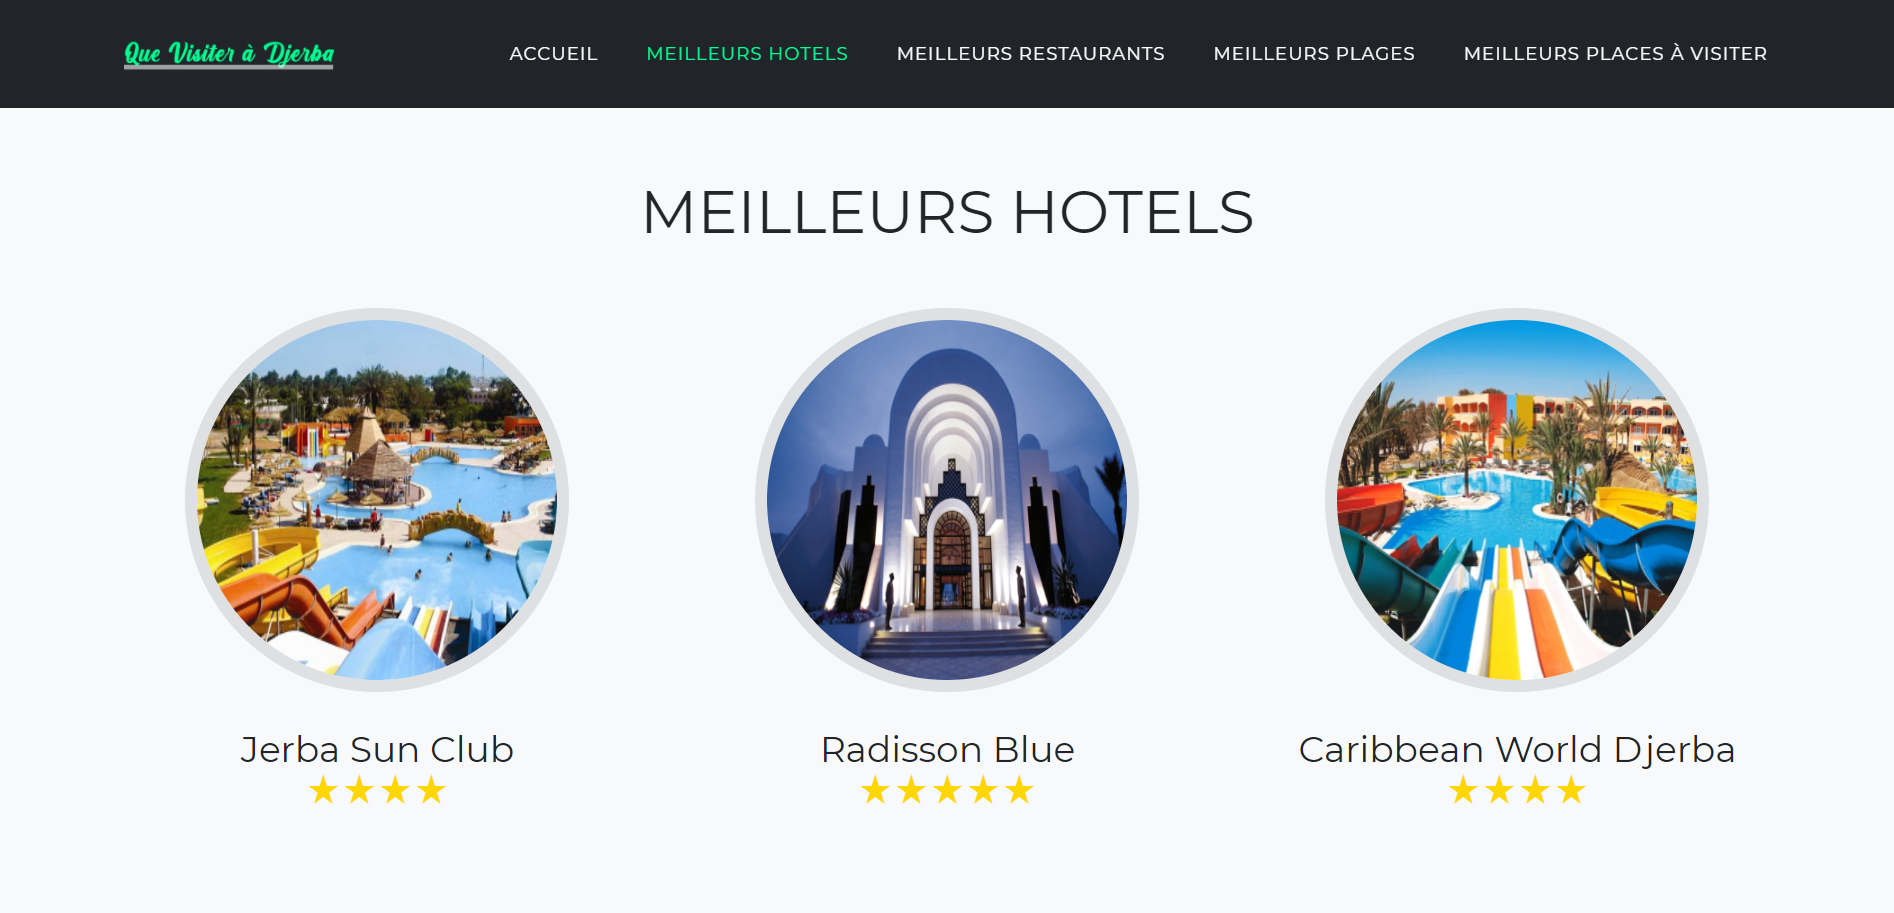 Que Visiter à Djerba
ACCUEIL
MEILLEURS HOTELS
MEILLEURS RESTAURANTS
MEILLEURS PLAGES
MEILLEURS PLACES À VISITER
MEILLEURS HOTELS
Jerba Sun Club
★★★★
Radisson Blue
★★★★★
Caribbean World Djerba
★★★★